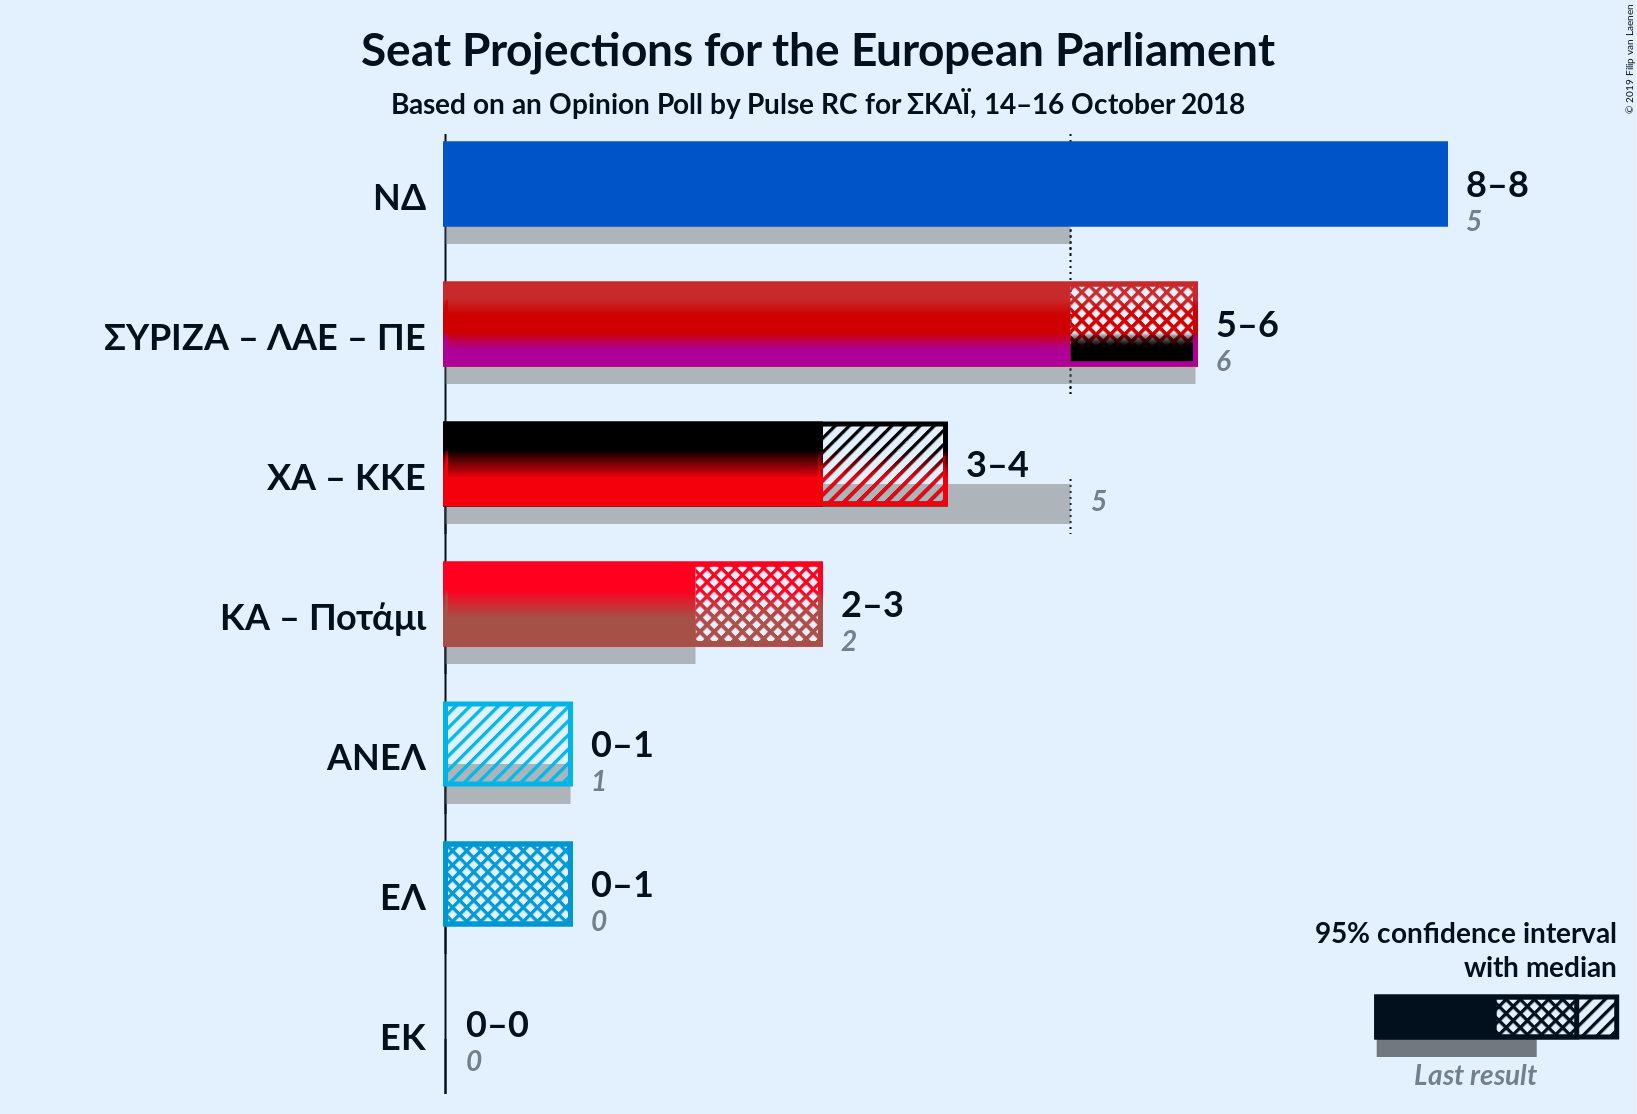 Seat Projections for the European Parliament
Based on an Opinion Poll by Pulse RC for ΣΚΑΪ, 14–16 October 2018
© 2019 Filip van Laenen
ΝΔ
8–8
5
ΣΥΡΙΖΑ – ΛΑΕ – ΠΕ
5–6
6
ΧΑ – ΚΚΕ
3–4
5
ΚΑ – Ποτάμι
2–3
2
ΑΝΕΛ
0–1
1
ΕΛ
0–1
0
ΕΚ
0–0
0
95% confidence interval
with median
Last result